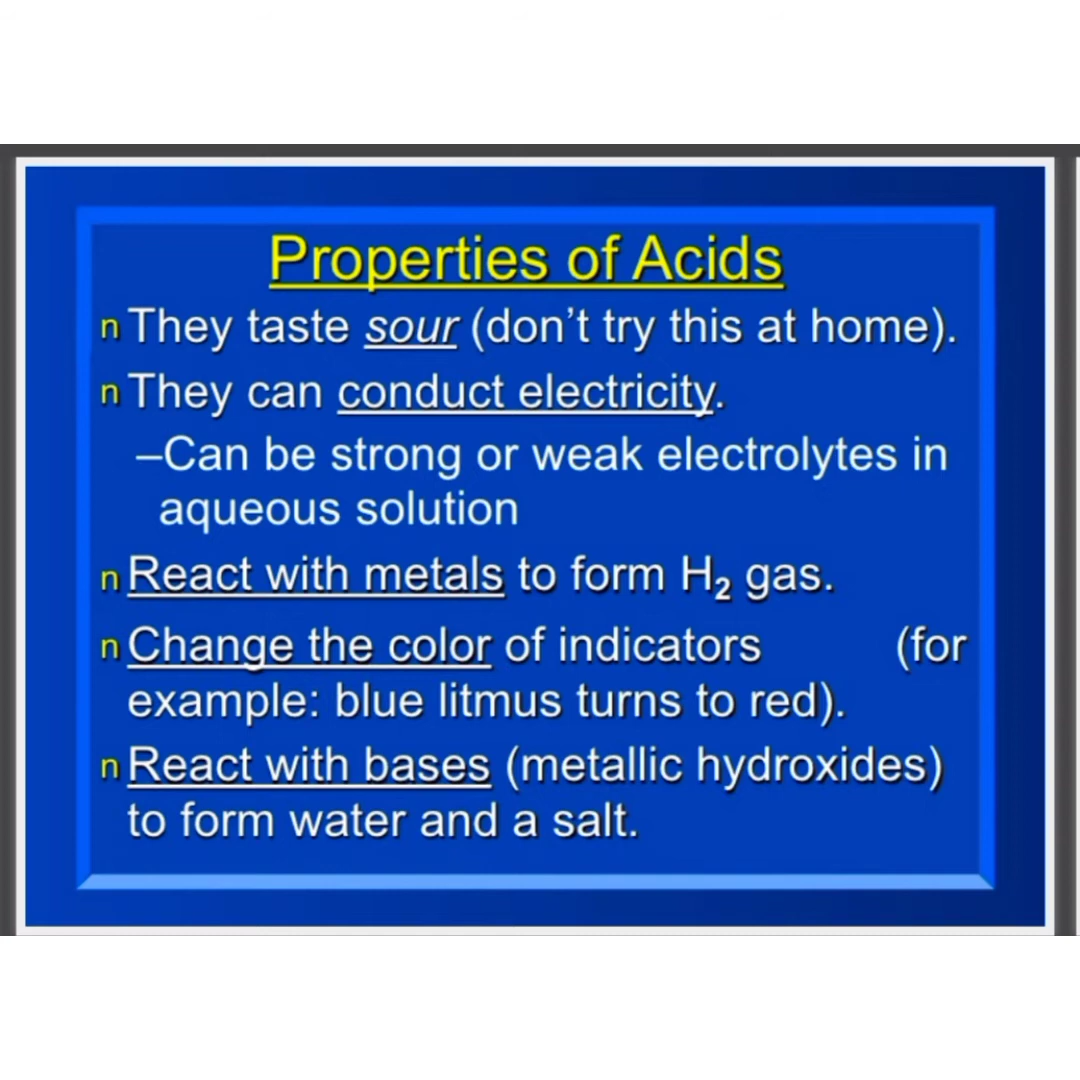 Properties of Acids
n They taste sour (don’t try this at home).
n They can conduct electricity.
–Can be strong or weak electrolytes in
aqueous solution
n React with metals to form H₂ gas.
n Change the color of indicators (for
example: blue litmus turns to red).
n React with bases (metallic hydroxides)
to form water and a salt.